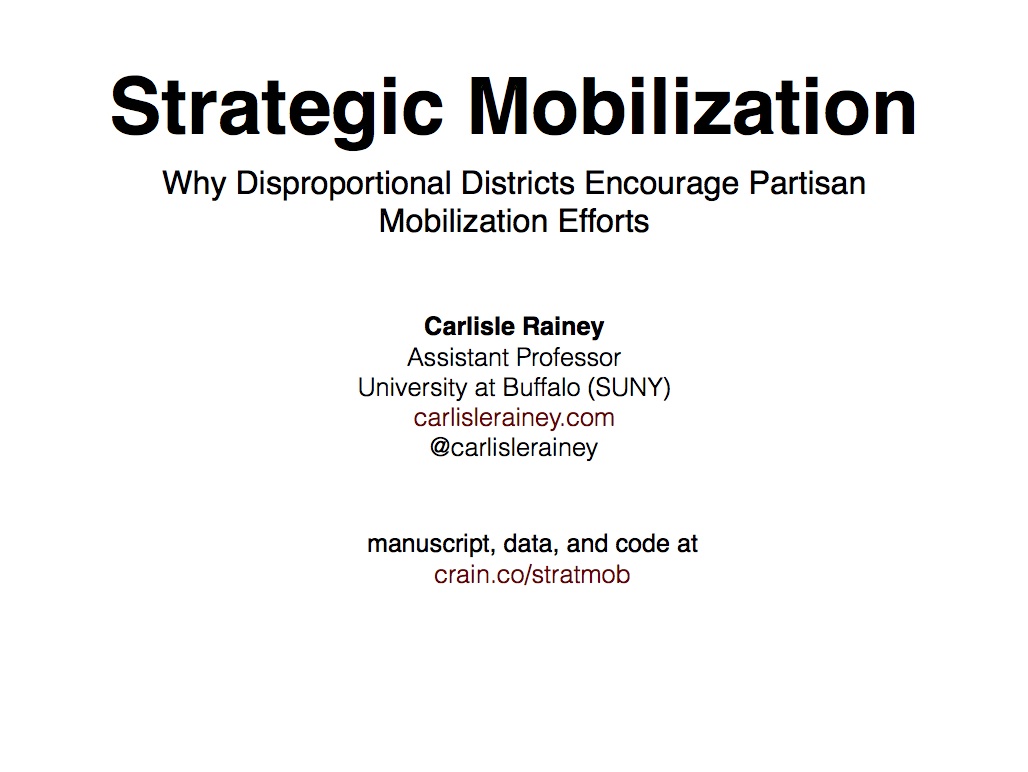 Strategic Mobilization
Why Disproportional Districts Encourage Partisan
Mobilization Efforts
Carlisle Rainey
Assistant Professor
University at Buffalo (SUNY)
carlislerainey.com
@carlislerainey
manuscript, data, and code at
crain.co/stratmob